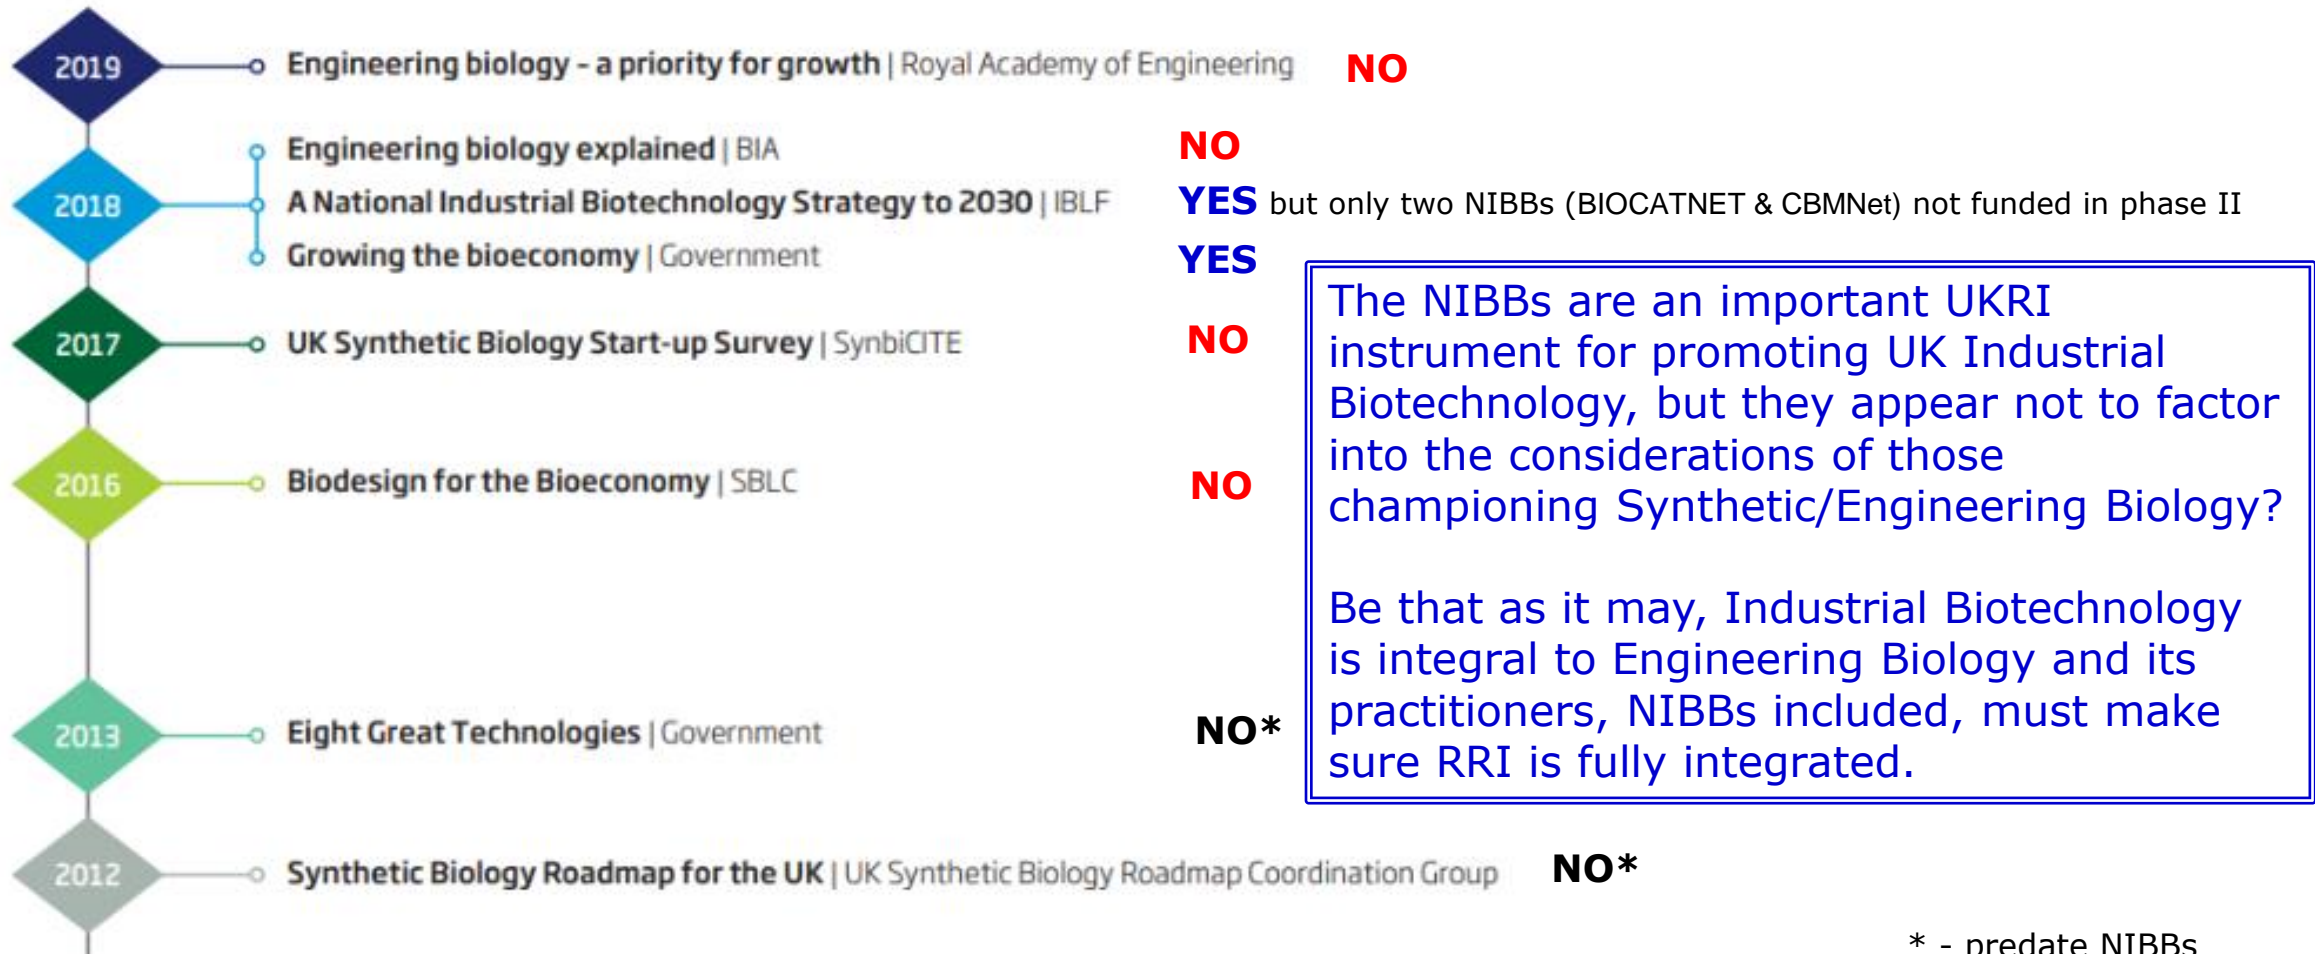 2019 Engineering biology - a priority for growth | Royal Academy of Engineering NO
Engineering biology explained | BIA NO
2018 A National Industrial Biotechnology Strategy to 2030 | IBLF YES but only two NIBBs (BIOCATNET & CBMNet) not funded in phase II
Growing the bioeconomy | Government YES
2017 UK Synthetic Biology Start-up Survey | SynbiCITE NO
2016 Biodesign for the Bioeconomy | SBLC NO
2013 Eight Great Technologies | Government NO*
2012 Synthetic Biology Roadmap for the UK | UK Synthetic Biology Roadmap Coordination Group NO*
The NIBBs are an important UKRI
instrument for promoting UK Industrial
Biotechnology, but they appear not to factor
into the considerations of those
championing Synthetic/Engineering Biology?
Be that as it may, Industrial Biotechnology
is integral to Engineering Biology and its
practitioners, NIBBs included, must make
sure RRI is fully integrated.
* - predate NIBBs